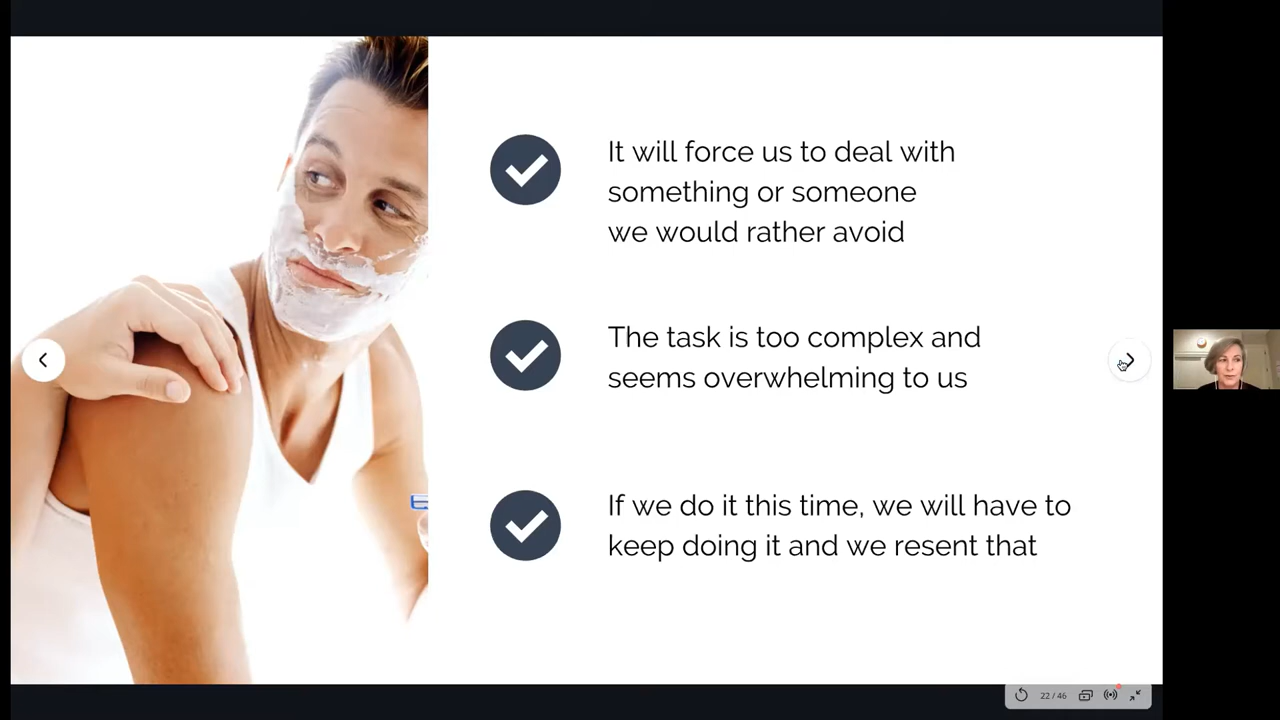 It will force us to deal with
something or someone
we would rather avoid
The task is too complex and
seems overwhelming to us
If we do it this time, we will have to
keep doing it and we resent that
22 / 46